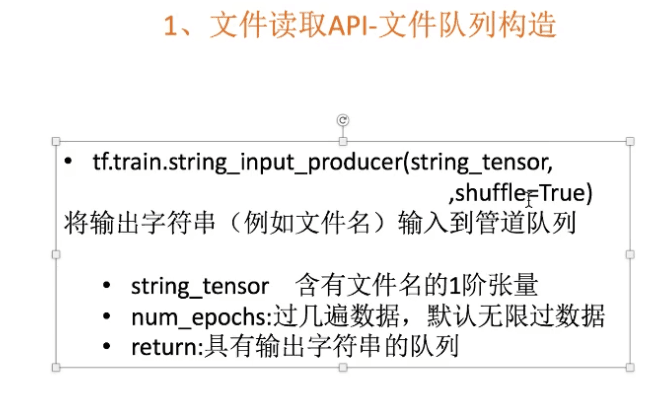 1、文件读取API-文件队列构造
• tf.train.string_input_producer(string_tensor,
,shuffle=True)
将输出字符串（例如文件名）输入到管道队列
• string_tensor 含有文件名的1阶张量
• num_epochs:过几遍数据，默认无限过数据
• return:具有输出字符串的队列